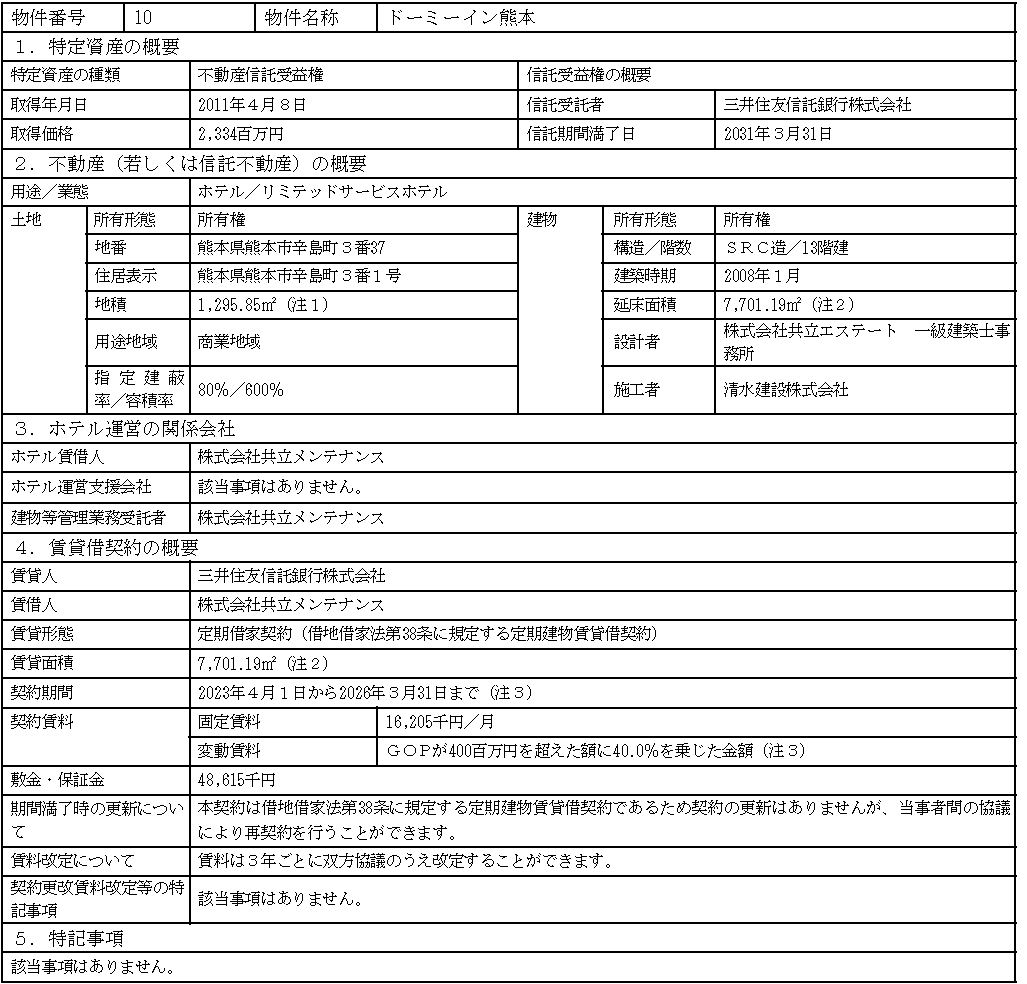 物件番号 10 物件名称 ドーミーイン熊本
１．特定資産の概要
特定資産の種類 不動産信託受益権 信託受益権の概要
取得年月日 2011年４月８日 信託受託者 三井住友信託銀行株式会社
取得価格 2,334百万円 信託期間満了日 2031年３月31日
２．不動産（若しくは信託不動産）の概要
用途／業態 ホテル／リミテッドサービスホテル
土地 所有形態 所有権 建物 所有形態 所有権
地番 熊本県熊本市辛島町３番37 構造／階数 ＳＲＣ造／13階建
住居表示 熊本県熊本市辛島町３番１号 建築時期 2008年１月
地積 1,295.85㎡（注１） 延床面積 7,701.19㎡（注２）
用途地域 商業地域 設計者 株式会社共立エステート　一級建築士事
務所
指定建蔽
率／容積率 80％／600％ 施工者 清水建設株式会社
３．ホテル運営の関係会社
ホテル賃借人 株式会社共立メンテナンス
ホテル運営支援会社 該当事項はありません。
建物等管理業務受託者 株式会社共立メンテナンス
４．賃貸借契約の概要
賃貸人 三井住友信託銀行株式会社
賃借人 株式会社共立メンテナンス
賃貸形態 定期借家契約（借地借家法第38条に規定する定期建物賃貸借契約）
賃貸面積 7,701.19㎡（注２）
契約期間 2023年４月１日から2026年３月31日まで（注３）
契約賃料 固定賃料 16,205千円／月
変動賃料 ＧＯＰが400百万円を超えた額に40.0％を乗じた金額（注３）
敷金・保証金 48,615千円
期間満了時の更新につい
て 本契約は借地借家法第38条に規定する定期建物賃貸借契約であるため契約の更新はありませんが、当事者間の協議
により再契約を行うことができます。
賃料改定について 賃料は３年ごとに双方協議のうえ改定することができます。
契約更改賃料改定等の特
記事項 該当事項はありません。
５．特記事項
該当事項はありません。